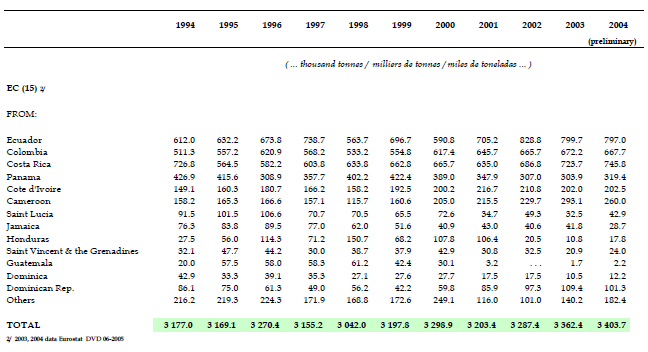 1994 1995 1996 1997 1998 1999 2000 2001 2002 2003 2004
(preliminary)
( ... thousand tonnes / milliers de tonnes / miles de toneladas ... )
EC (15) 2/
FROM:
Ecuador 612.0 632.2 673.8 738.7 563.7 696.7 590.8 705.2 828.8 799.7 797.0
Colombia 511.3 557.2 620.9 568.2 533.2 554.8 617.4 645.7 665.7 672.2 667.7
Costa Rica 726.8 564.5 582.2 603.8 633.8 662.8 665.7 635.0 686.8 723.7 745.8
Panama 426.9 415.6 308.9 357.7 402.2 422.4 389.0 347.9 307.0 303.9 319.4
Cote d'Ivoire 149.1 160.3 180.7 166.2 158.2 192.5 200.2 216.7 210.8 202.0 202.5
Cameroon 158.2 165.3 166.6 157.1 115.7 160.6 205.0 215.5 229.7 293.1 260.0
Saint Lucia 91.5 101.5 106.6 70.7 70.5 65.5 72.6 34.7 49.3 32.5 42.9
Jamaica 76.3 83.8 89.5 77.0 62.0 51.6 40.9 43.0 40.6 41.8 28.7
Honduras 27.5 56.0 114.3 71.2 150.7 68.2 107.8 106.4 20.5 10.8 17.8
Saint Vincent & the Grenadines 32.1 47.7 44.2 30.0 38.7 37.9 42.9 30.8 32.5 20.9 24.0
Guatemala 20.0 57.5 58.0 58.3 61.2 42.4 30.1 3.2 . . . 1.7 2.2
Dominica 42.9 33.3 39.1 35.3 27.1 27.6 27.7 17.5 17.5 10.5 12.2
Dominican Rep. 86.1 75.0 61.3 49.0 56.2 42.2 59.8 85.9 97.3 109.4 101.3
Others 216.2 219.3 224.3 171.9 168.8 172.6 249.1 116.0 101.0 140.2 182.4
TOTAL 3 177.0 3 169.1 3 270.4 3 155.2 3 042.0 3 197.8 3 298.9 3 203.4 3 287.4 3 362.4 3 403.7
2/ 2003, 2004 data Eurostat DVD 06-2005